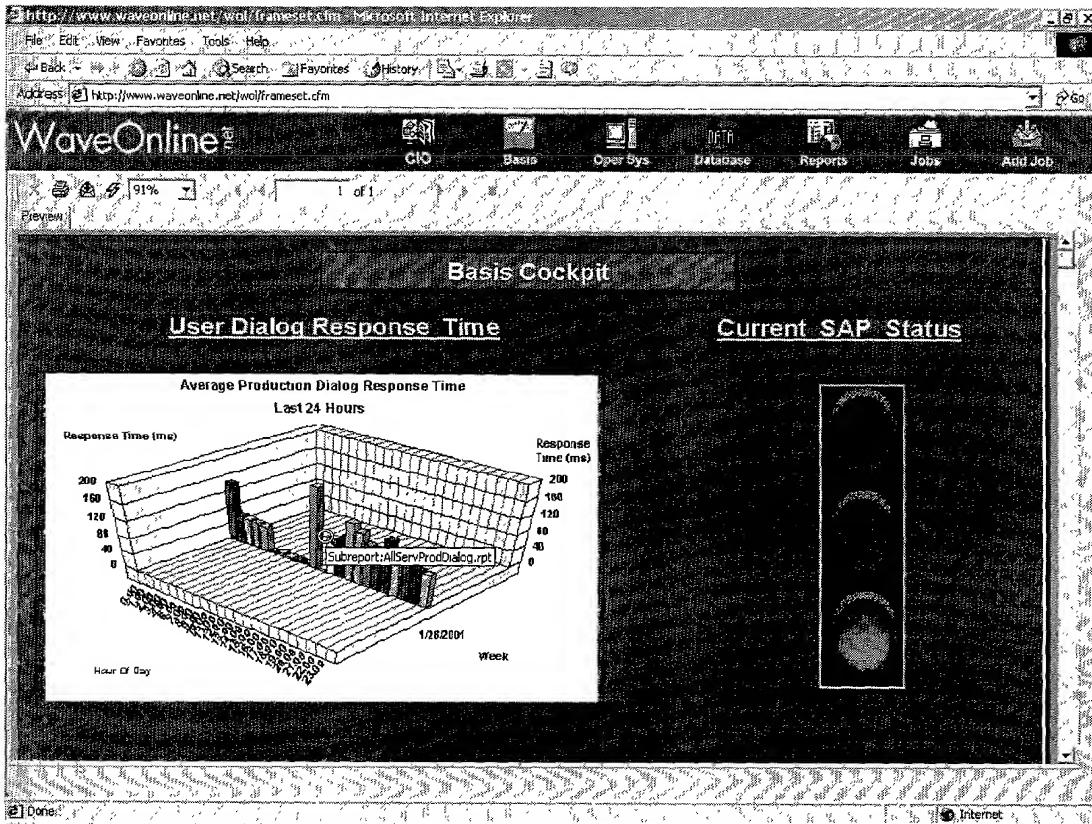 http://www.waveonline.net/wol/frameset.cfm - Microsoft Internet Explorer
File Edit View Favorites Tools Help
Back Search Favorites History
Address http://www.waveonline.net/wol/frameset.cfm Go
WaveOnline.net
CIO Basis Oper Sys Database Reports Jobs Add Job
91% 1 of 1
Preview
Basis Cockpit
User Dialog Response Time
Current SAP Status
Average Production Dialog Response Time
Last 24 Hours
Response Time (ms)
Response
Time (ms)
200 200
160 160
120 120
80 80
40 40
0 0
Subreport:AllServProdDialog.rpt
1/28/2001
Week
Hour Of Day
Done Internet